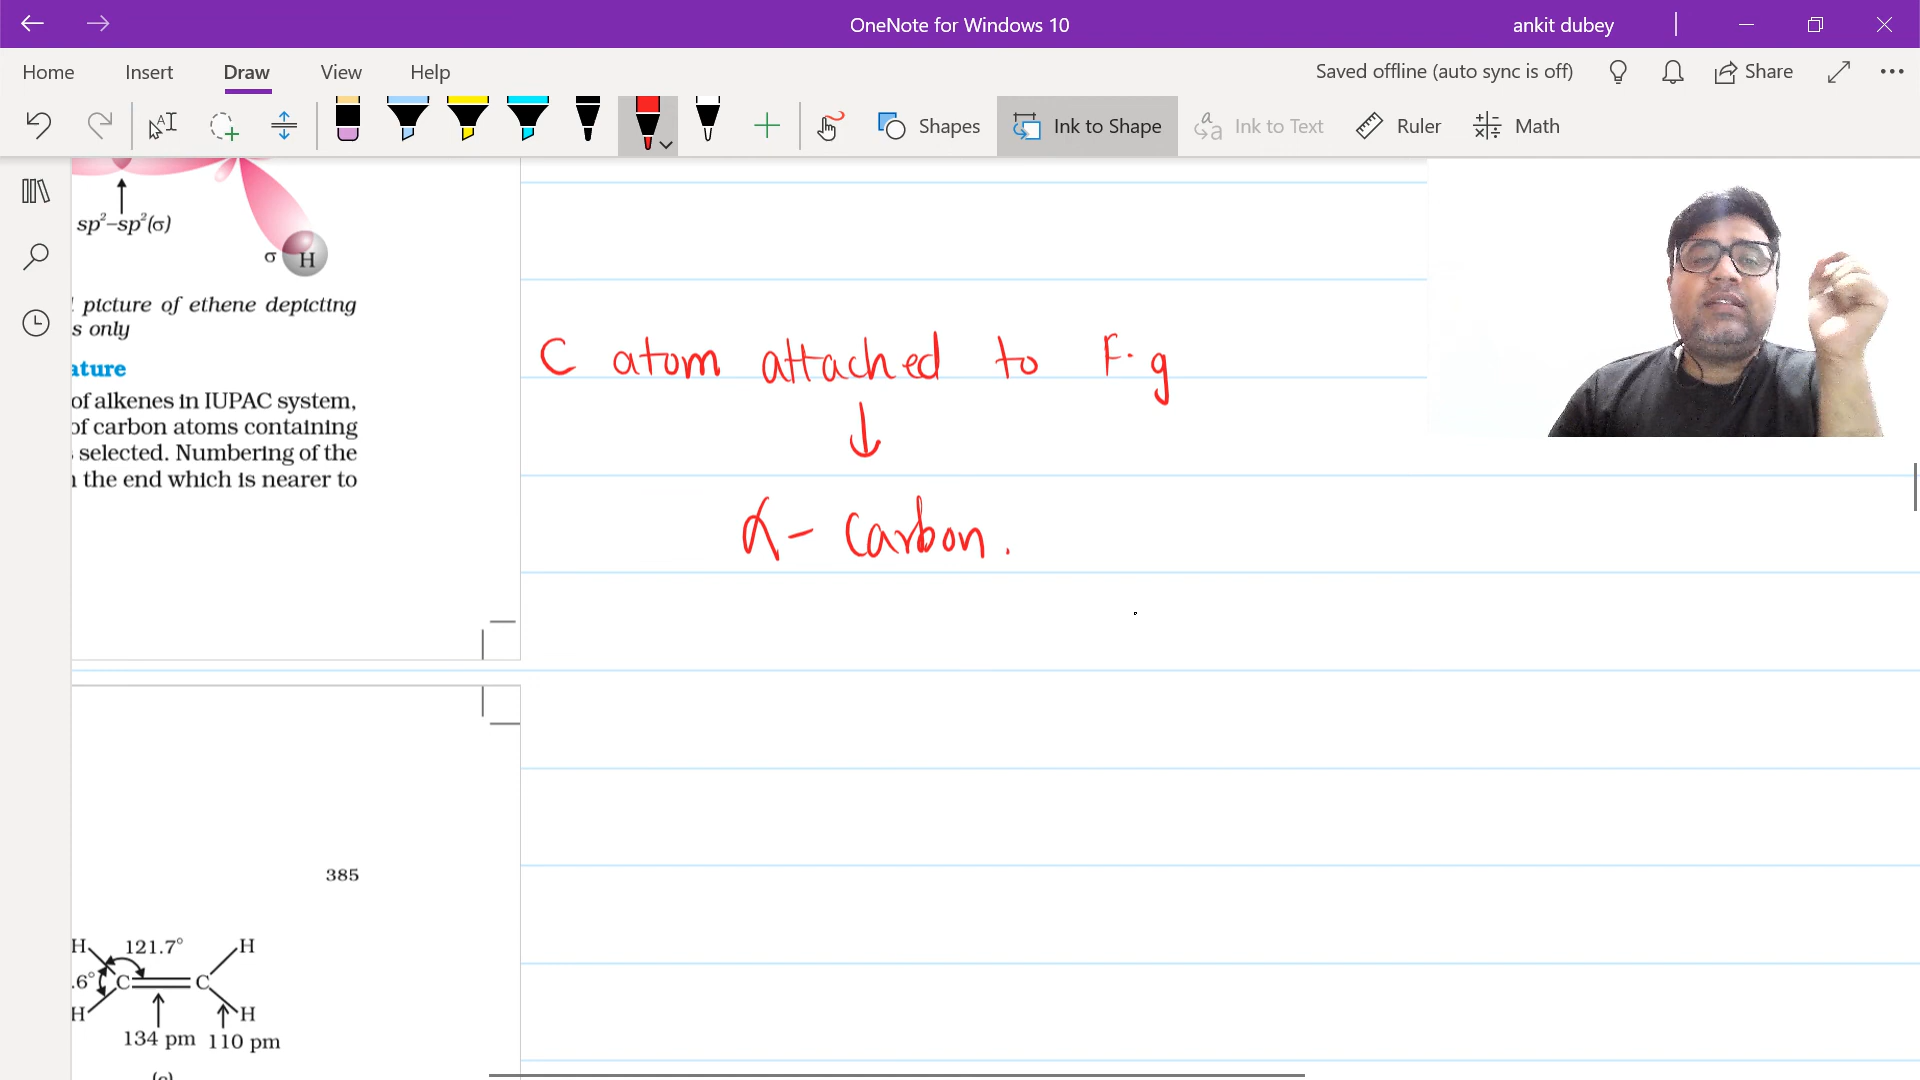 OneNote for Windows 10
ankit dubey
Home Insert Draw View Help
Saved offline (auto sync is off)
Share
Shapes
Ink to Shape
Ink to Text
Ruler
Math
sp²–sp²(σ)
σ H
picture of ethene depicting
s only
ature
of alkenes in IUPAC system,
of carbon atoms containing
selected. Numbering of the
the end which is nearer to
C atom attached to F.g
↓
α- Carbon.
385
H 121.7° H
.6° C C
H H
134 pm 110 pm